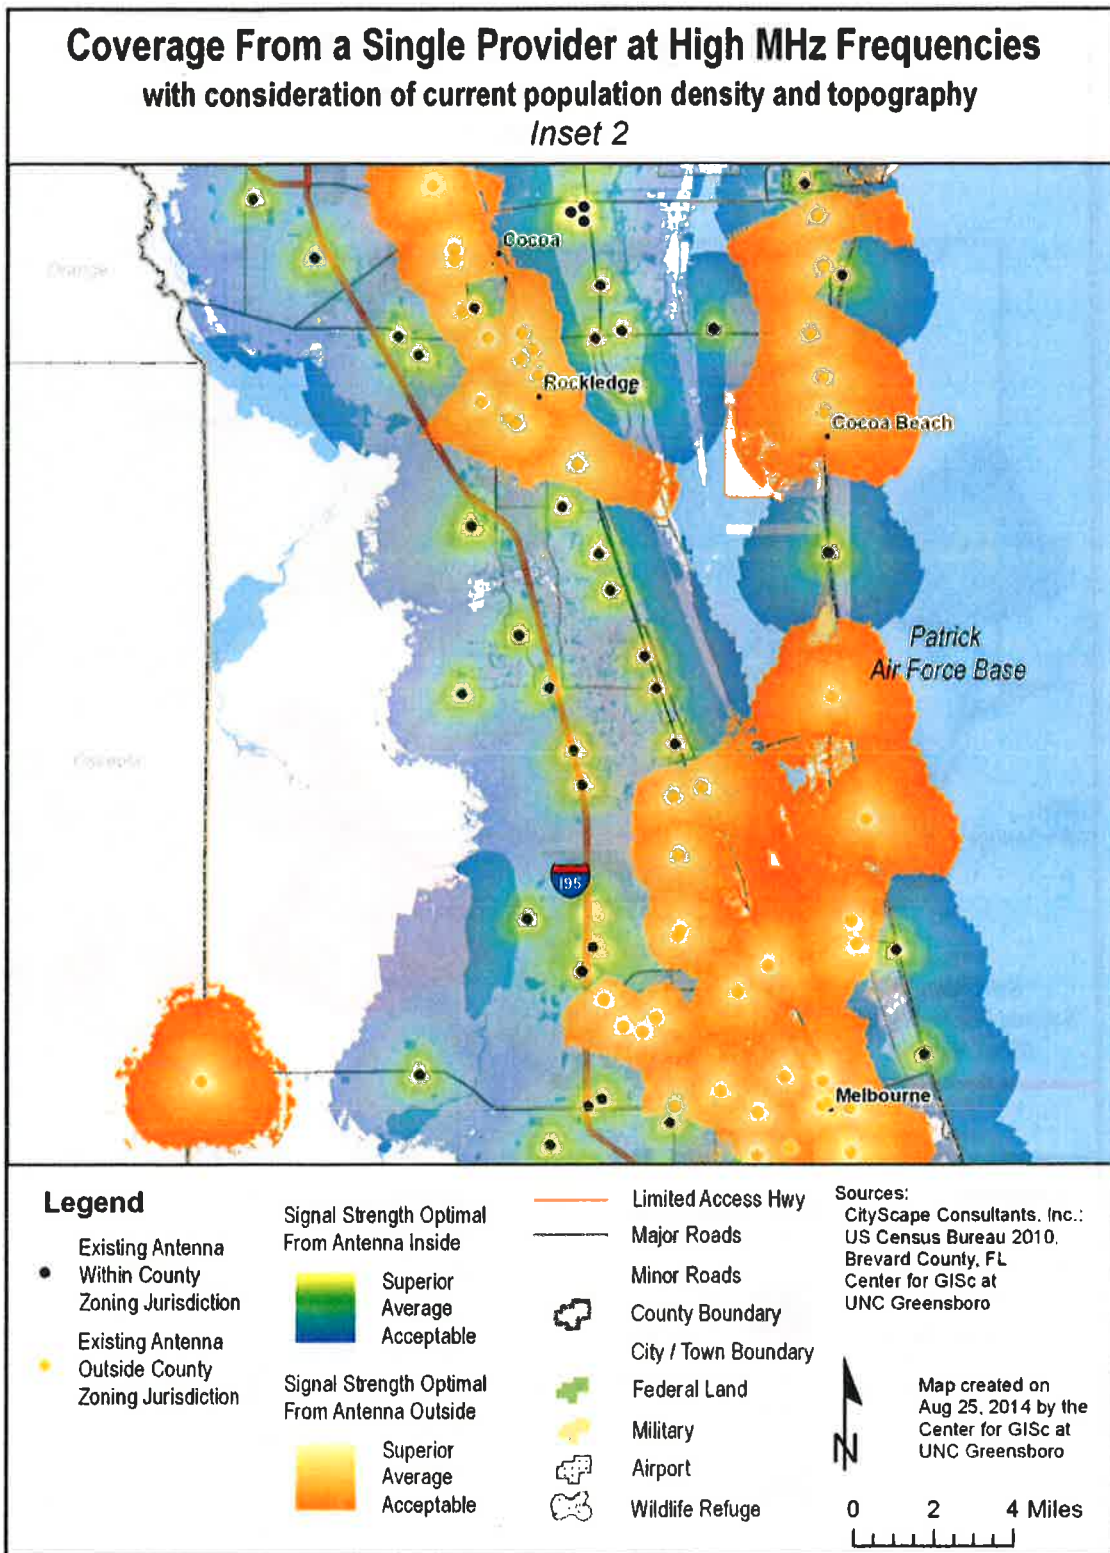 Coverage From a Single Provider at High MHz Frequencies
with consideration of current population density and topography
Inset 2
Orange
Cocoa
Rockledge
Cocoa Beach
Patrick
Air Force Base
Osceola
195
Melbourne
Legend
Existing Antenna
Within County
Zoning Jurisdiction
Existing Antenna
Outside County
Zoning Jurisdiction
Signal Strength Optimal
From Antenna Inside
Superior
Average
Acceptable
Signal Strength Optimal
From Antenna Outside
Superior
Average
Acceptable
Limited Access Hwy
Major Roads
Minor Roads
County Boundary
City / Town Boundary
Federal Land
Military
Airport
Wildlife Refuge
Sources:
CityScape Consultants, Inc.:
US Census Bureau 2010,
Brevard County, FL
Center for GISc at
UNC Greensboro
N
Map created on
Aug 25, 2014 by the
Center for GISc at
UNC Greensboro
0 2 4 Miles